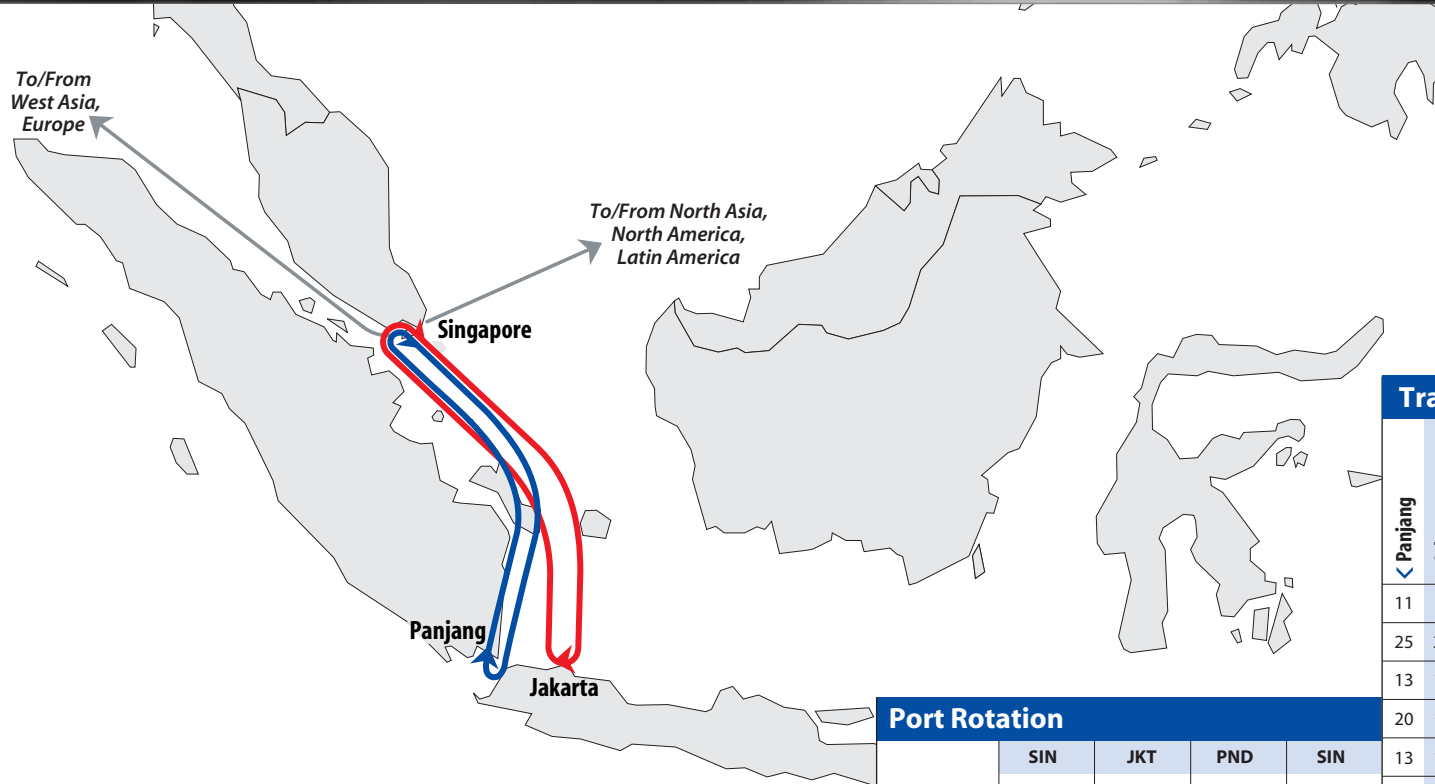 To/From
West Asia,
Europe
To/From North Asia,
North America,
Latin America
Singapore
Panjang
Jakarta
Port Rotation
SIN JKT PND SIN
Tra
< Panjang
11
25
13
20
13